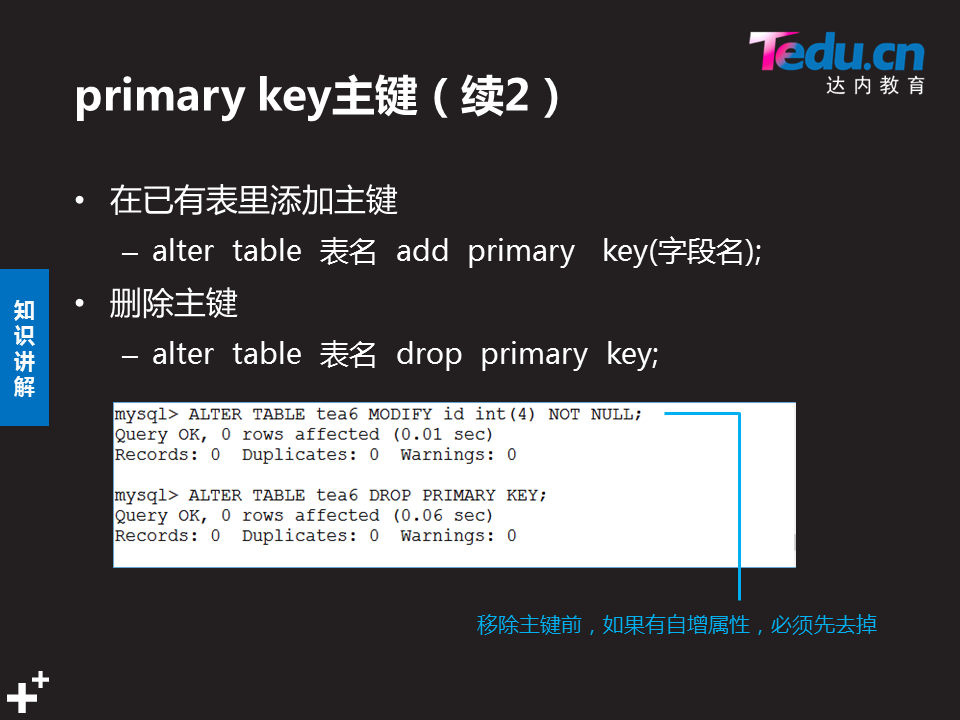 Tedu.cn
达内教育
primary key主键（续2）
• 在已有表里添加主键
– alter table 表名 add primary key(字段名);
• 删除主键
– alter table 表名 drop primary key;
知识讲解
mysql> ALTER TABLE tea6 MODIFY id int(4) NOT NULL;
Query OK, 0 rows affected (0.01 sec)
Records: 0 Duplicates: 0 Warnings: 0
mysql> ALTER TABLE tea6 DROP PRIMARY KEY;
Query OK, 0 rows affected (0.06 sec)
Records: 0 Duplicates: 0 Warnings: 0
移除主键前，如果有自增属性，必须先去掉